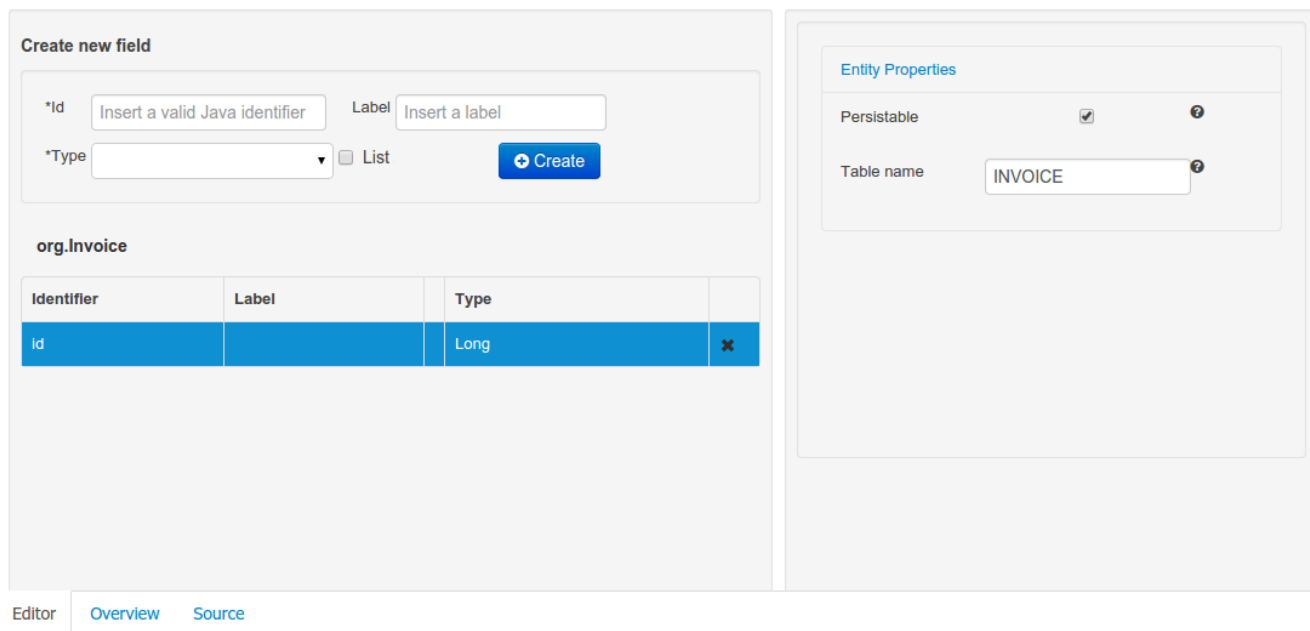 Create new field
*Id Insert a valid Java identifier Label Insert a label
*Type List Create
org.Invoice
Identifier Label Type
id Long
Entity Properties
Persistable
Table name INVOICE
Editor Overview Source